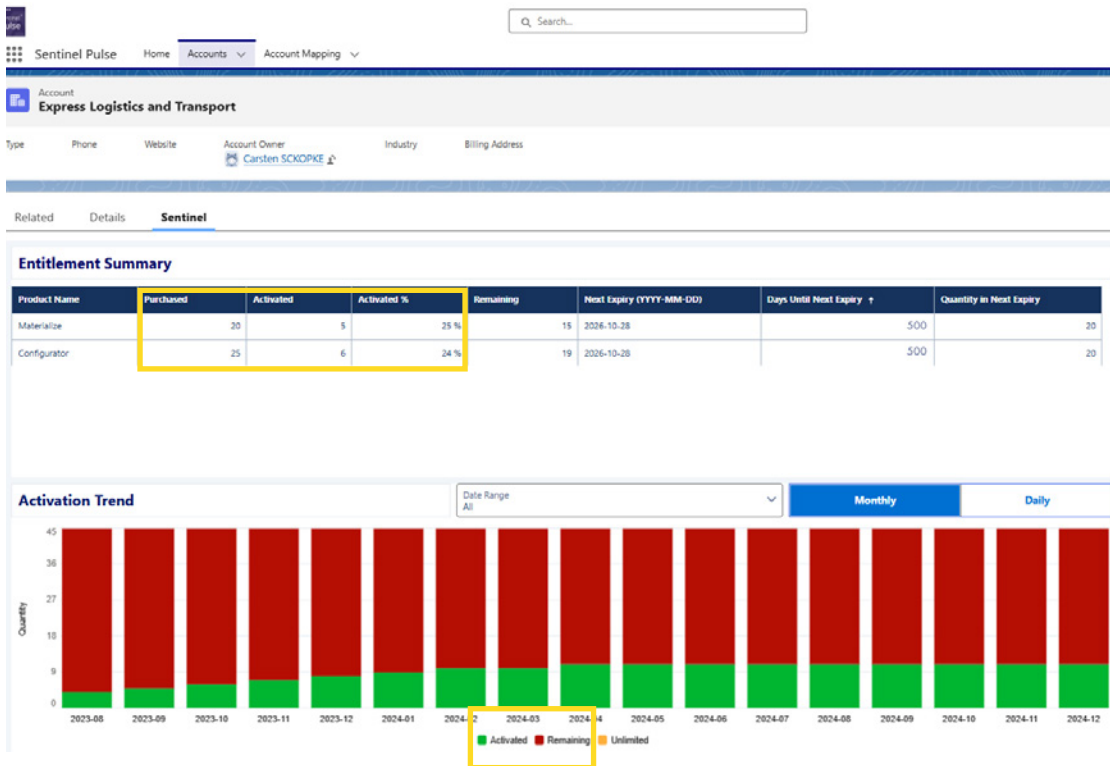 Pulse
Search...
Sentinel Pulse Home Accounts Account Mapping
Account
Express Logistics and Transport
Type Phone Website Account Owner Industry Billing Address
Carsten SCKOPKE
Related Details Sentinel
Entitlement Summary
Product Name Purchased Activated Activated % Remaining Next Expiry (YYYY-MM-DD) Days Until Next Expiry ↑ Quantity in Next Expiry
Materialize 20 5 25 % 15 2026-10-28 500 20
Configurator 25 6 24 % 19 2026-10-28 500 20
Activation Trend
Date Range
All
Monthly Daily
45
36
27
18
9
0
Quantity
2023-08 2023-09 2023-10 2023-11 2023-12 2024-01 2024-02 2024-03 2024-04 2024-05 2024-06 2024-07 2024-08 2024-09 2024-10 2024-11 2024-12
Activated Remaining Unlimited